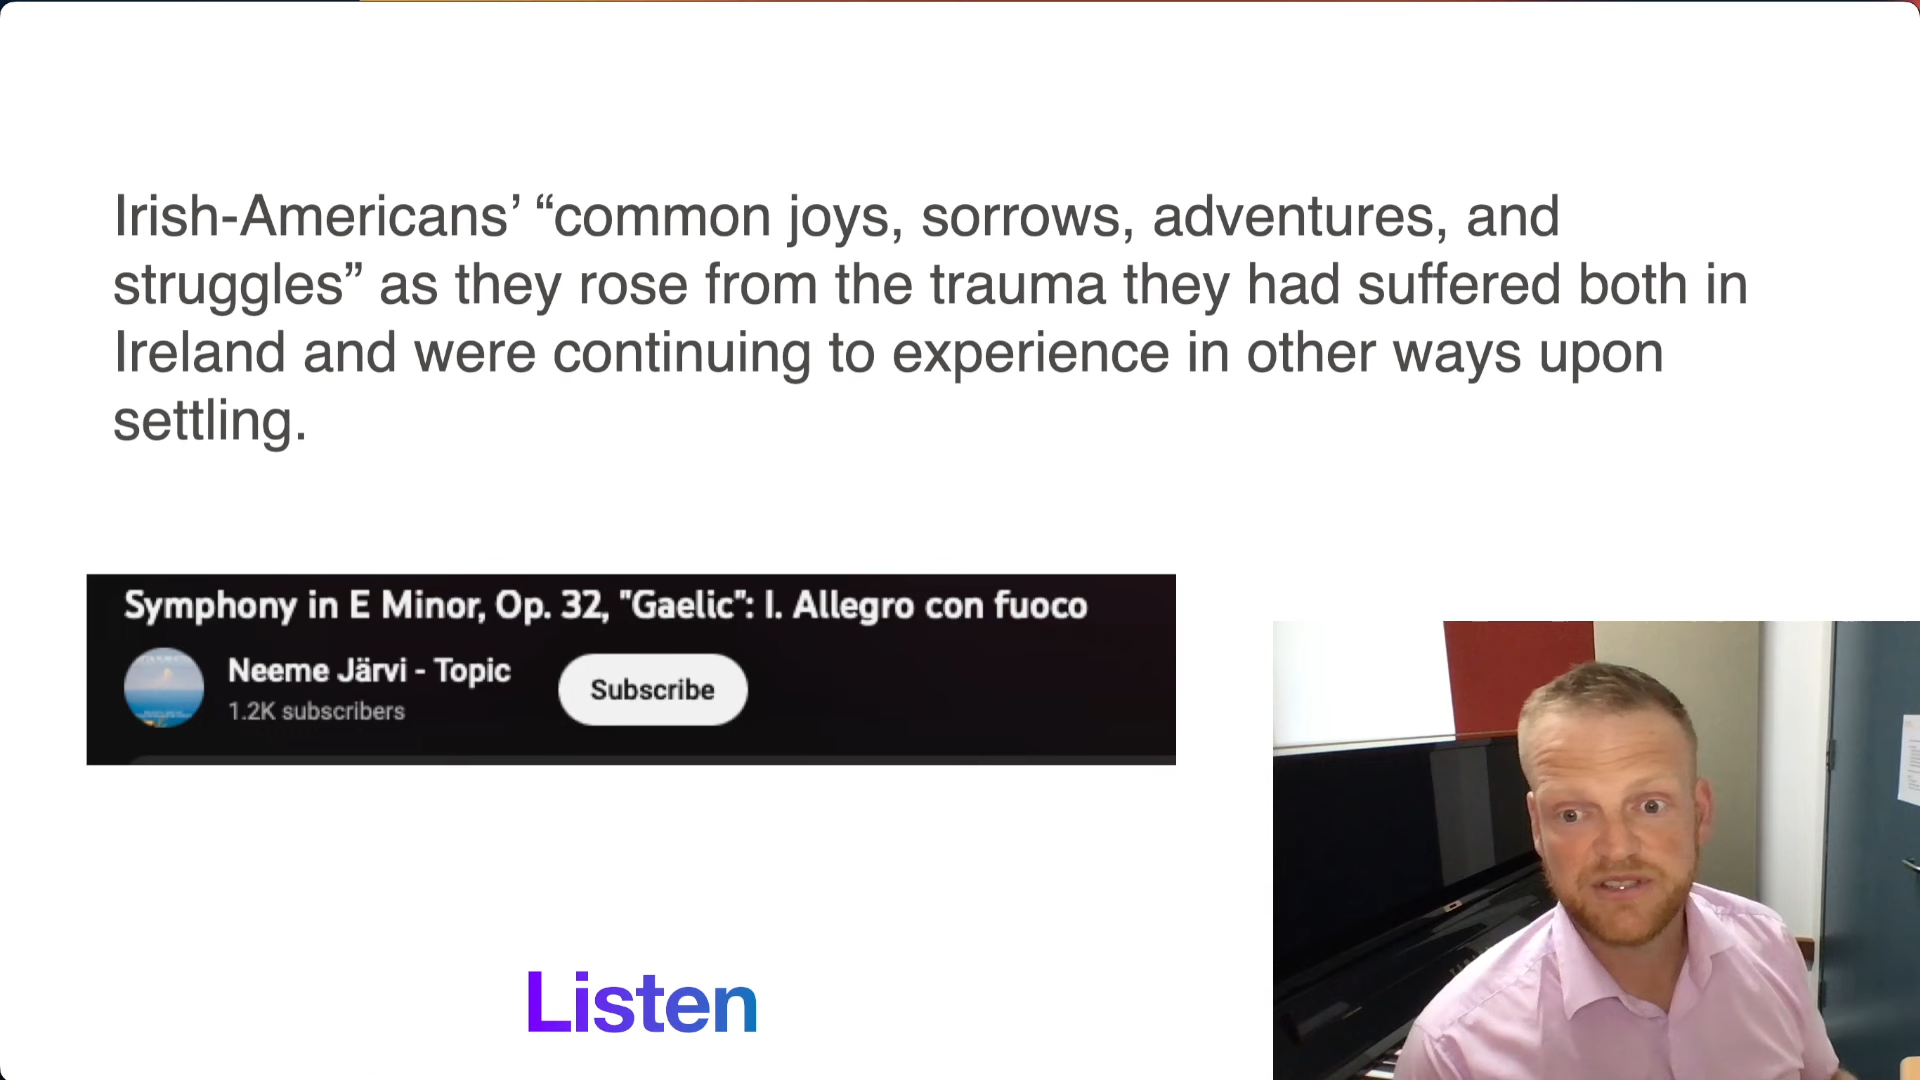 Irish-Americans’ “common joys, sorrows, adventures, and
struggles” as they rose from the trauma they had suffered both in
Ireland and were continuing to experience in other ways upon
settling.
Symphony in E Minor, Op. 32, "Gaelic": I. Allegro con fuoco
Neeme Järvi - Topic
1.2K subscribers
Subscribe
Listen